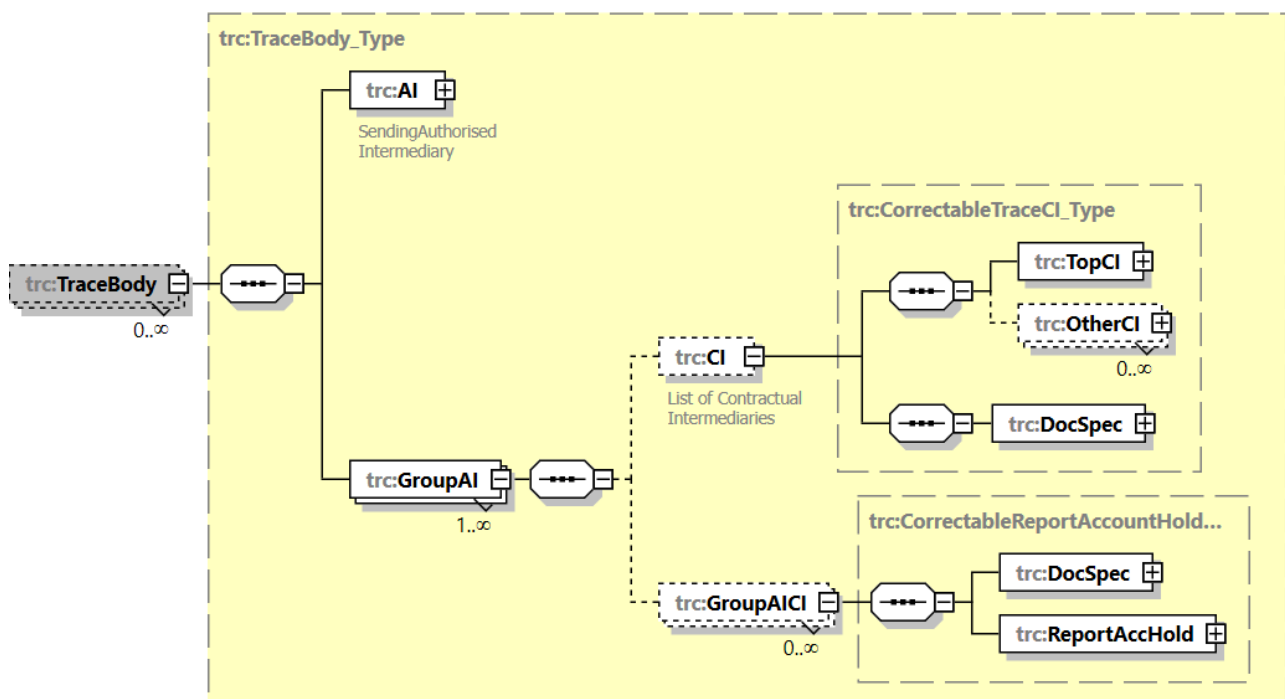 trc:TraceBody_Type
trc:AI
SendingAuthorised
Intermediary
trc:CorrectableTraceCI_Type
trc:TopCI
trc:TraceBody
0..∞
trc:OtherCI
0..∞
trc:CI
List of Contractual
Intermediaries
trc:DocSpec
trc:GroupAI
1..∞
trc:CorrectableReportAccountHold...
trc:DocSpec
trc:GroupAICI
0..∞
trc:ReportAccHold